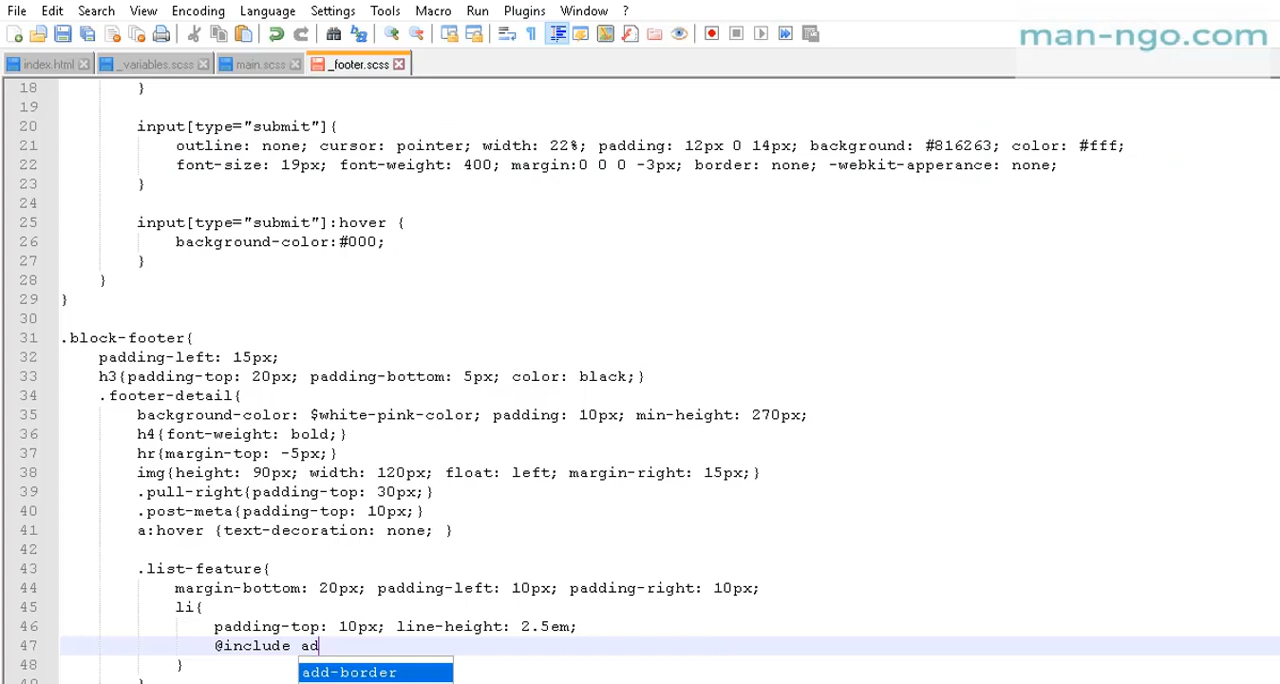 File Edit Search View Encoding Language Settings Tools Macro Run Plugins Window ?
man-ngo.com
index.html _variables.scss main.scss _footer.scss
18 }
19
20 input[type="submit"]{
21 outline: none; cursor: pointer; width: 22%; padding: 12px 0 14px; background: #816263; color: #fff;
22 font-size: 19px; font-weight: 400; margin:0 0 0 -3px; border: none; -webkit-apperance: none;
23 }
24
25 input[type="submit"]:hover {
26 background-color:#000;
27 }
28 }
29 }
30
31 .block-footer{
32 padding-left: 15px;
33 h3{padding-top: 20px; padding-bottom: 5px; color: black;}
34 .footer-detail{
35 background-color: $white-pink-color; padding: 10px; min-height: 270px;
36 h4{font-weight: bold;}
37 hr{margin-top: -5px;}
38 img{height: 90px; width: 120px; float: left; margin-right: 15px;}
39 .pull-right{padding-top: 30px;}
40 .post-meta{padding-top: 10px;}
41 a:hover {text-decoration: none; }
42
43 .list-feature{
44 margin-bottom: 20px; padding-left: 10px; padding-right: 10px;
45 li{
46 padding-top: 10px; line-height: 2.5em;
47 @include ad
add-border
48 }